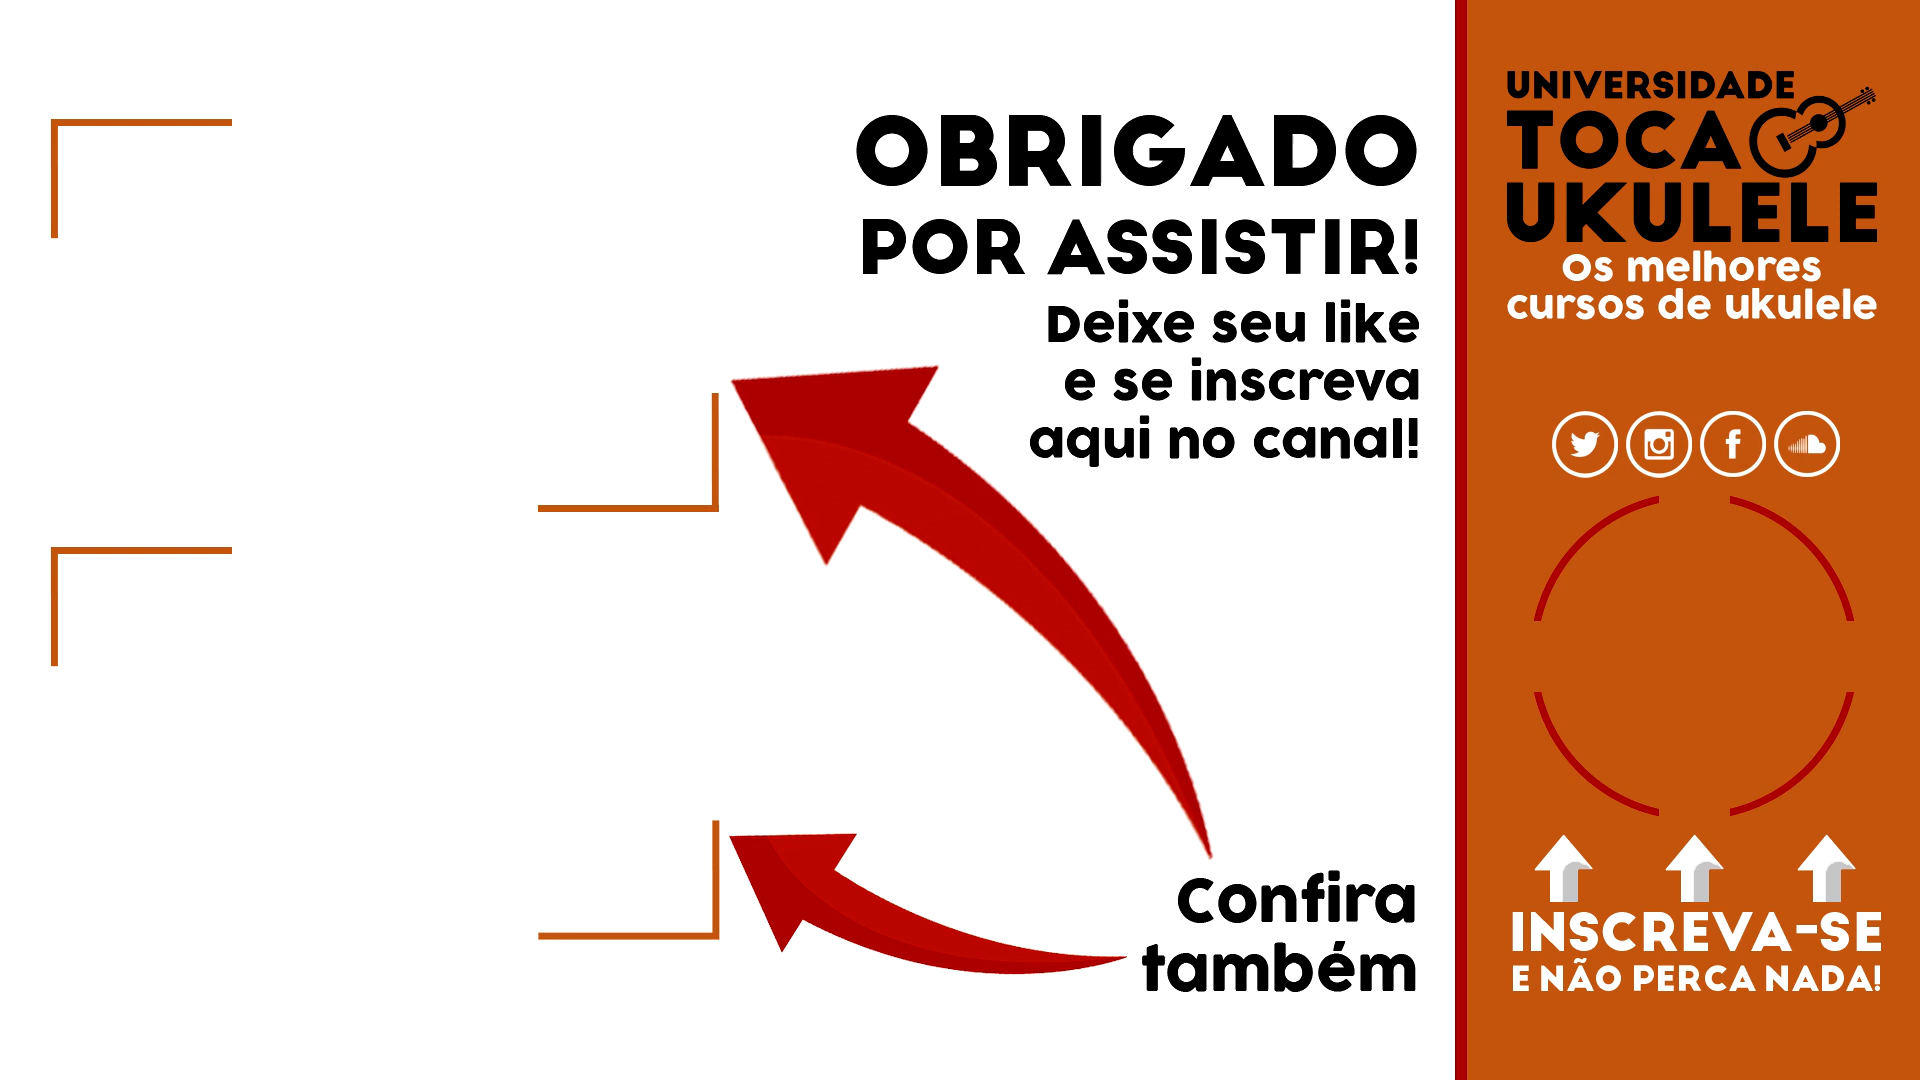 OBRIGADO
POR ASSISTIR!
Deixe seu like
e se inscreva
aqui no canal!
Confira
também
UNIVERSIDADE
TOCA
UKULELE
Os melhores
cursos de ukulele
INSCREVA-SE
E NÃO PERCA NADA!